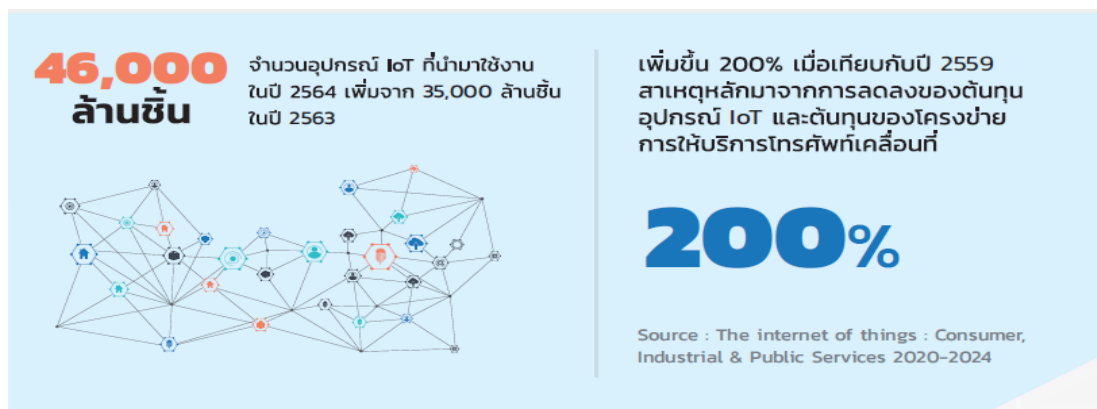 46,000
ล้านชิ้น
จำนวนอุปกรณ์ IoT ที่นำมาใช้งาน
ในปี 2564 เพิ่มจาก 35,000 ล้านชิ้น
ในปี 2563
เพิ่มขึ้น 200% เมื่อเทียบกับปี 2559
สาเหตุหลักมาจากการลดลงของต้นทุน
อุปกรณ์ IoT และต้นทุนของโครงข่าย
การให้บริการโทรศัพท์เคลื่อนที่
200%
Source : The internet of things : Consumer,
Industrial & Public Services 2020-2024